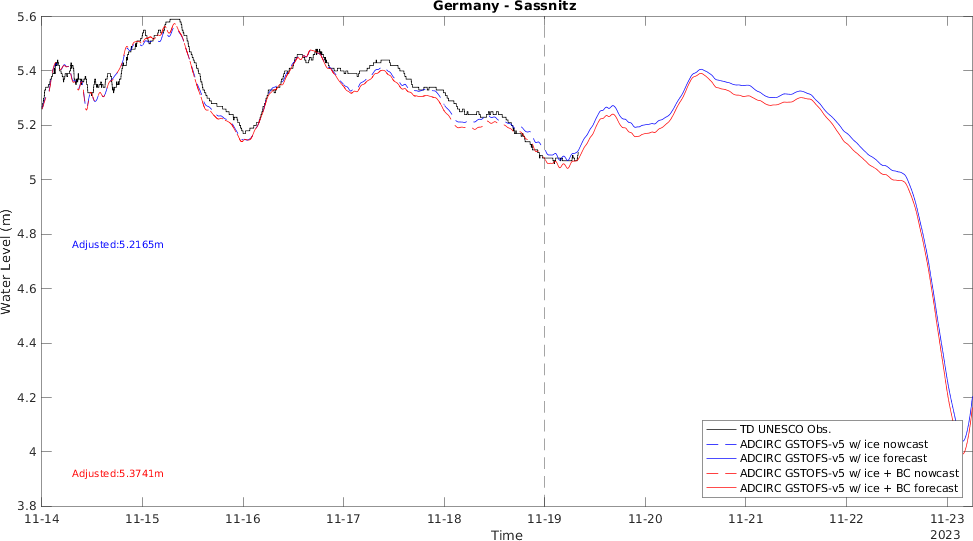 Germany - Sassnitz
Water Level (m)
5.6
5.4
5.2
5
4.8
4.6
4.4
4.2
4
3.8
Adjusted:5.2165m
Adjusted:5.3741m
TD UNESCO Obs.
ADCIRC GSTOFS-v5 w/ ice nowcast
ADCIRC GSTOFS-v5 w/ ice forecast
ADCIRC GSTOFS-v5 w/ ice + BC nowcast
ADCIRC GSTOFS-v5 w/ ice + BC forecast
11-14 11-15 11-16 11-17 11-18 11-19 11-20 11-21 11-22 11-23
2023
Time